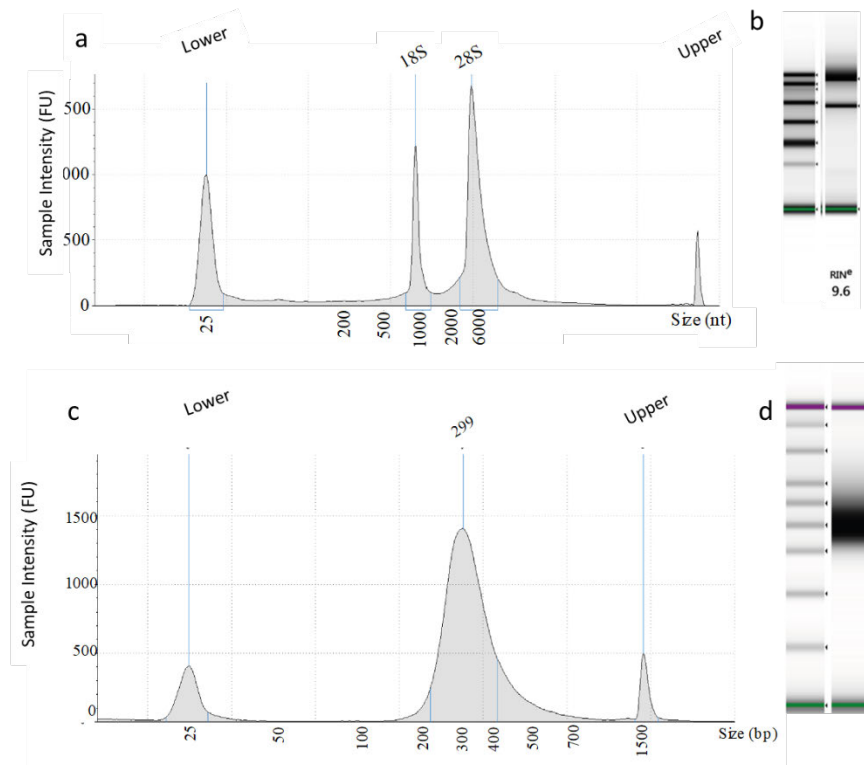 a
Lower
18S
28S
Upper
Sample Intensity (FU)
500
000
500
0
25
200
500
1000
2000
6000
Size (nt)
b
RINe
9.6
c
Lower
299
Upper
Sample Intensity (FU)
1500
1000
500
0
25
50
100
200
300
400
500
700
1500
Size (bp)
d